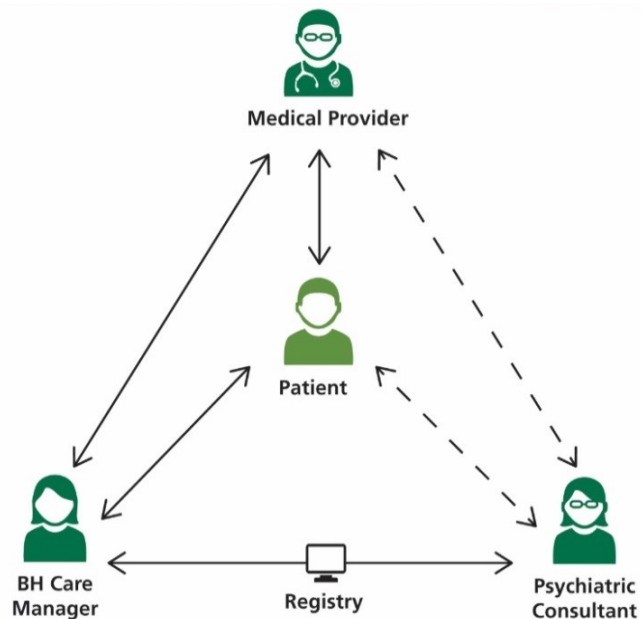 Medical Provider
Patient
BH Care
Manager
Registry
Psychiatric
Consultant